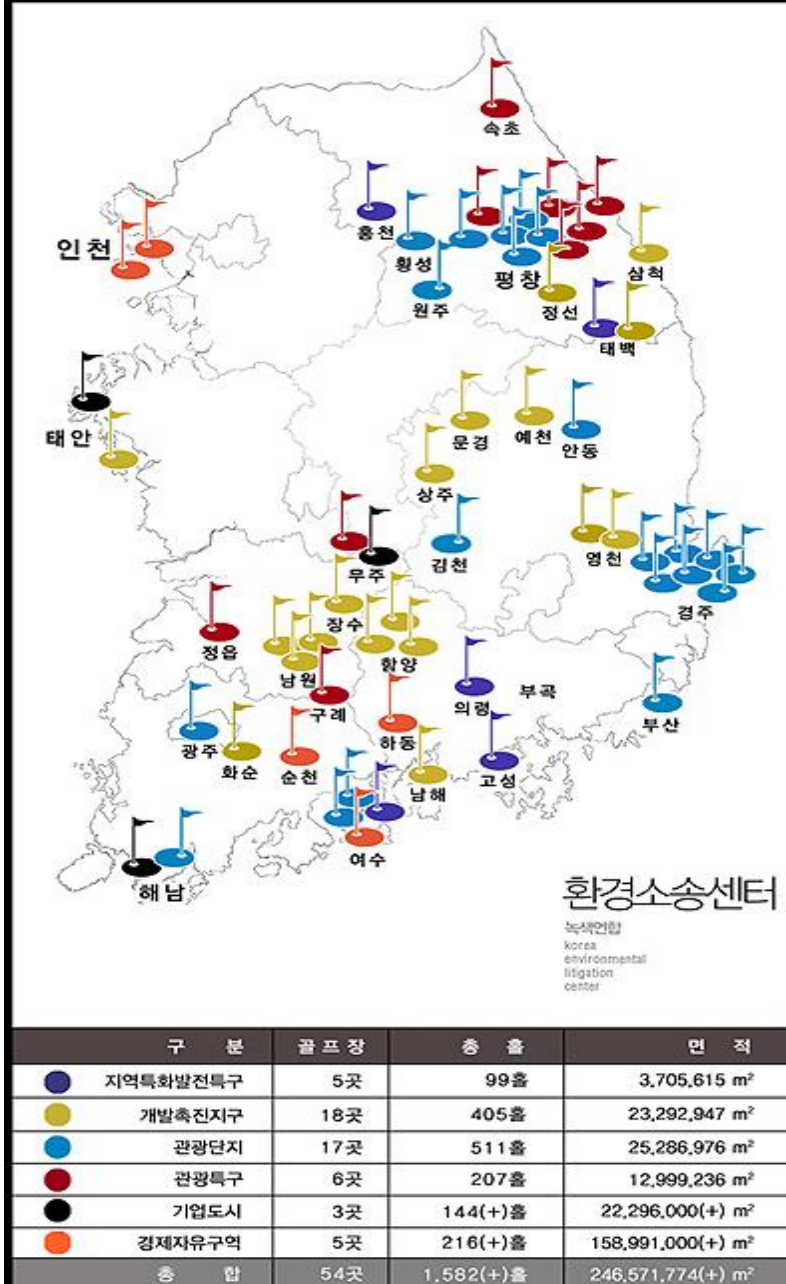 속초
홍천
인천
횡성
평창
삼척
원주
정선
태백
태안
문경
예천
안동
상주
무주
김천
영천
경주
장수
정읍
남원
함양
의령
부곡
구례
부산
광주
하동
화순
순천
남해
고성
여수
해남
환경소송센터
녹색연합
korea
environmental
litigation
center
구 분 골프장 총 홀 면 적
지역특화발전특구 5곳 99홀 3,705,615 m²
개발촉진지구 18곳 405홀 23,292,947 m²
관광단지 17곳 511홀 25,286,976 m²
관광특구 6곳 207홀 12,999,236 m²
기업도시 3곳 144(+)홀 22,296,000(+) m²
경제자유구역 5곳 216(+)홀 158,991,000(+) m²
총 합 54곳 1,582(+)홀 246,571,774(+) m²